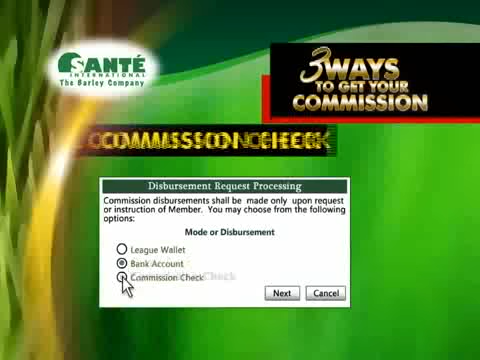 SANTÉ
INTERNATIONAL
The Barley Company
3 WAYS
TO GET YOUR
COMMISSION
COMMISSION CHECK
Disbursement Request Processing
Commission disbursements shall be made only upon request
or instruction of Member. You may choose from the following
options:
Mode or Disbursement
League Wallet
Bank Account
Commission Check
Next Cancel